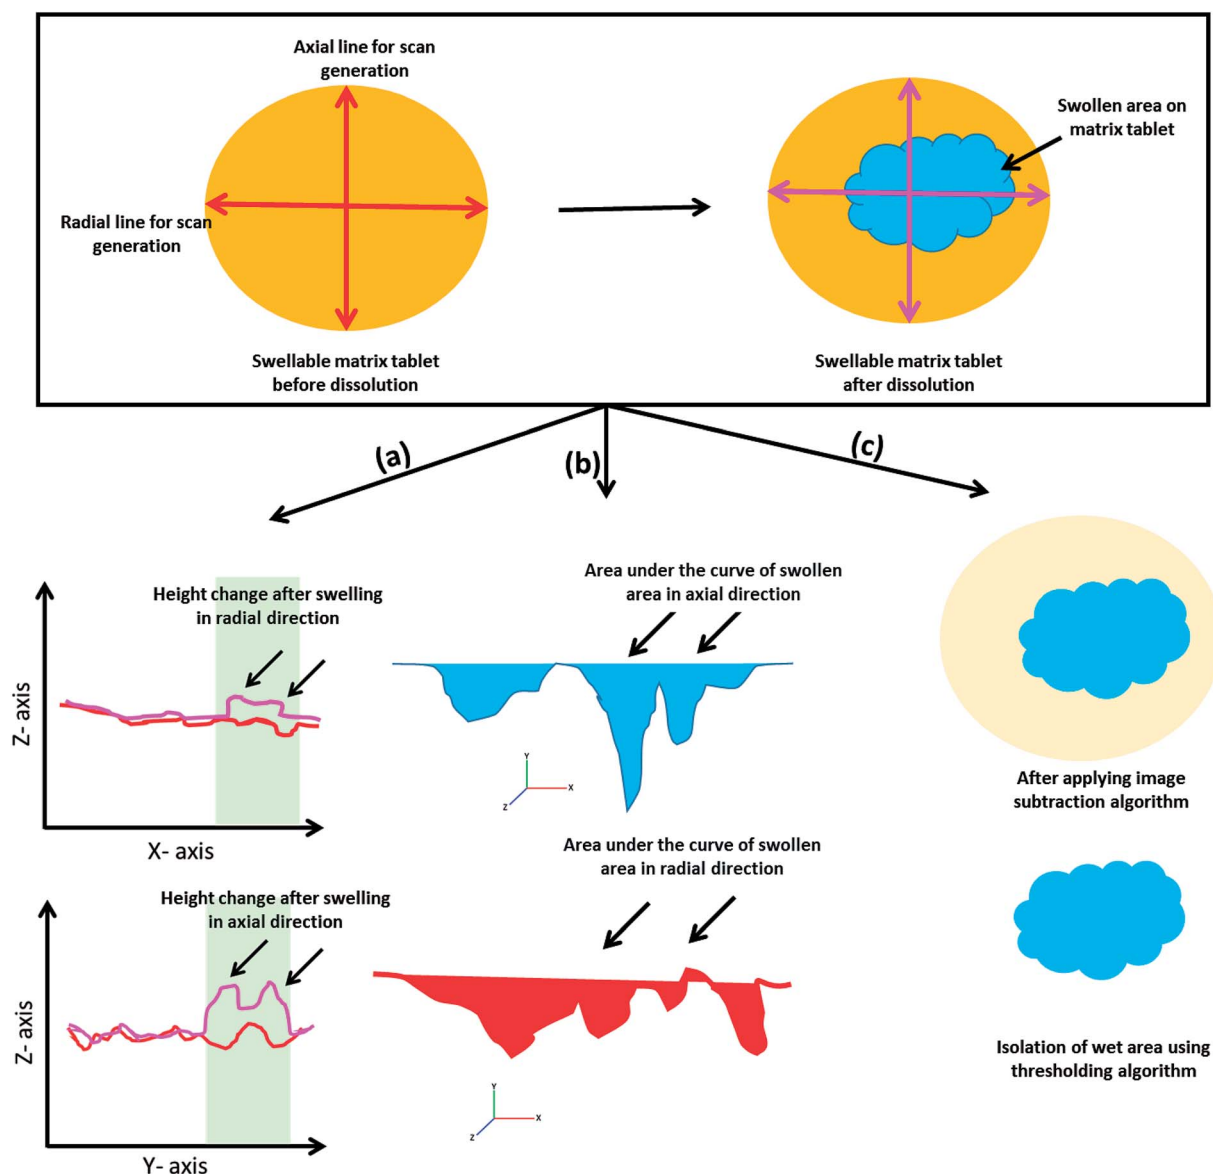 Axial line for scan
generation
Radial line for scan
generation
Swellable matrix tablet
before dissolution
Swollen area on
matrix tablet
Swellable matrix tablet
after dissolution
(a)
(b)
(c)
Height change after swelling
in radial direction
Z- axis
X- axis
Height change after swelling
in axial direction
Z-axis
Y- axis
Area under the curve of swollen
area in axial direction
Y
X
Z
Area under the curve of swollen
area in radial direction
Y
X
Z
After applying image
subtraction algorithm
Isolation of wet area using
thresholding algorithm